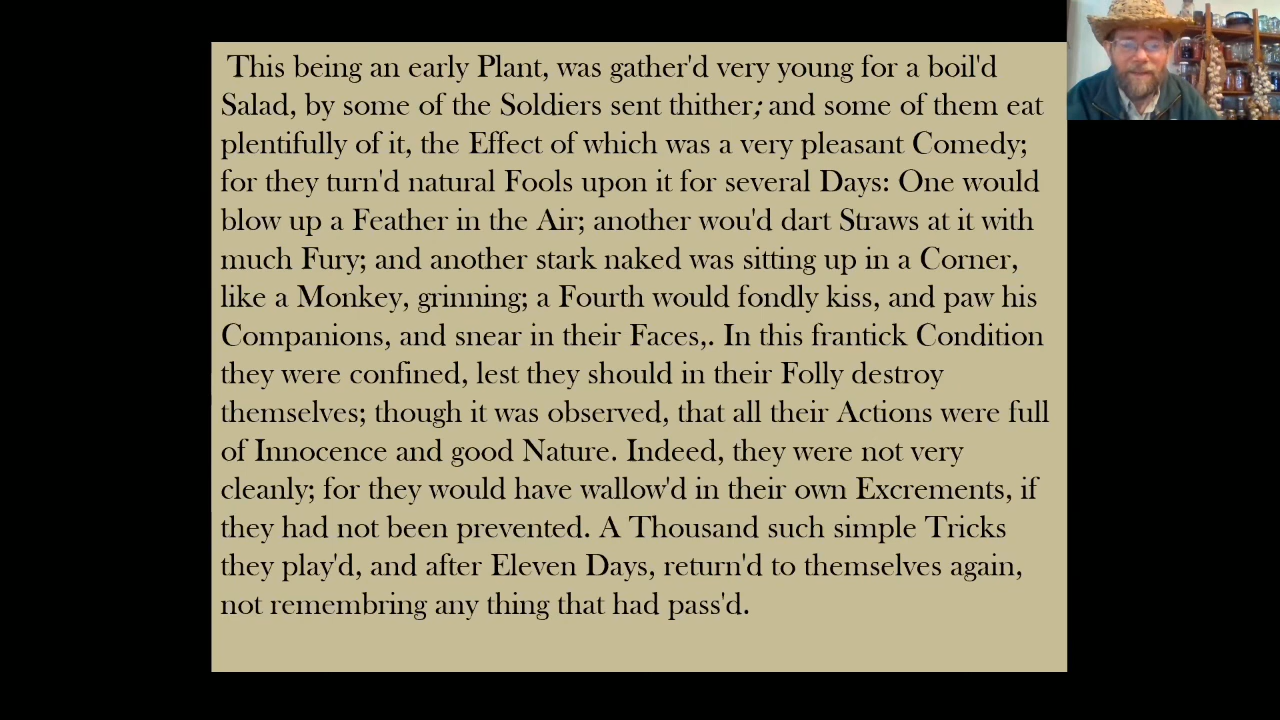 This being an early Plant, was gather'd very young for a boil'd
Salad, by some of the Soldiers sent thither; and some of them eat
plentifully of it, the Effect of which was a very pleasant Comedy;
for they turn'd natural Fools upon it for several Days: One would
blow up a Feather in the Air; another wou'd dart Straws at it with
much Fury; and another stark naked was sitting up in a Corner,
like a Monkey, grinning; a Fourth would fondly kiss, and paw his
Companions, and snear in their Faces,. In this frantick Condition
they were confined, lest they should in their Folly destroy
themselves; though it was observed, that all their Actions were full
of Innocence and good Nature. Indeed, they were not very
cleanly; for they would have wallow'd in their own Excrements, if
they had not been prevented. A Thousand such simple Tricks
they play'd, and after Eleven Days, return'd to themselves again,
not remembring any thing that had pass'd.